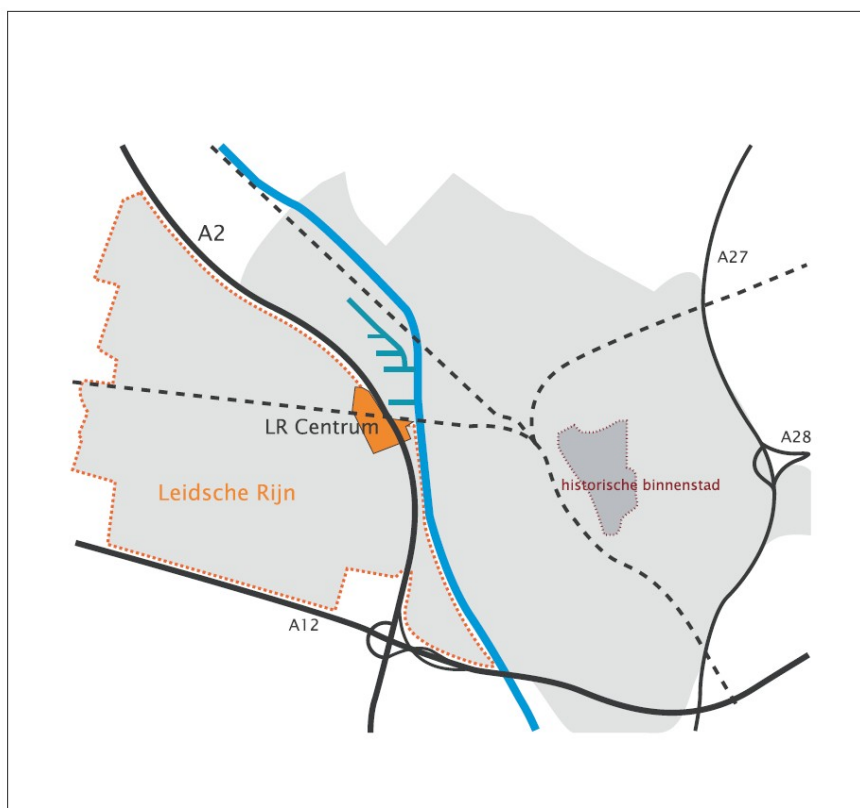 A2
A27
LR Centrum
A28
Leidsche Rijn
historische binnenstad
A12